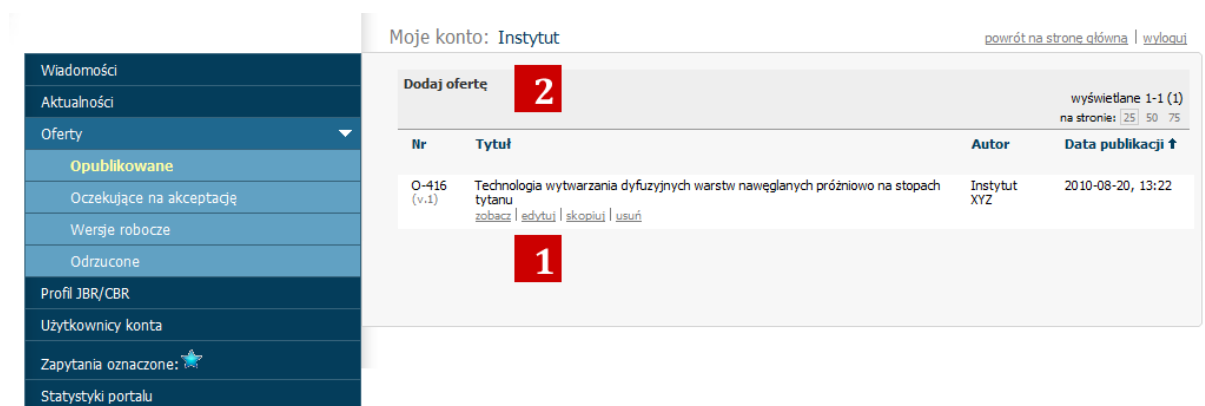 Moje konto: Instytut
powrót na stronę główną | wyloguj
Wiadomości
Aktualności
Oferty
Opublikowane
Oczekujące na akceptację
Wersje robocze
Odrzucone
Profil JBR/CBR
Użytkownicy konta
Zapytania oznaczone:
Statystyki portalu
Dodaj ofertę
2
wyświetlane 1-1 (1)
na stronie: 25 50 75
Nr Tytuł Autor Data publikacji
O-416 Technologia wytwarzania dyfuzyjnych warstw nawęglanych próżniowo na stopach Instytut 2010-08-20, 13:22
(v.1) tytanu XYZ
zobacz | edytuj | skopiuj | usuń
1